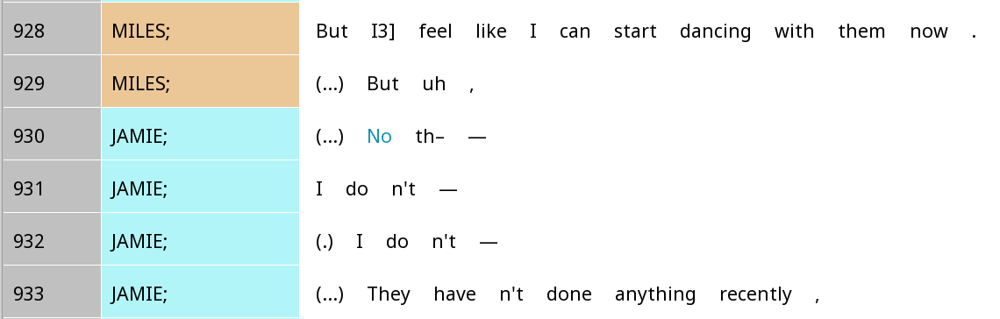 928 MILES; But I3] feel like I can start dancing with them now .
929 MILES; (...) But uh ,
930 JAMIE; (...) No th– —
931 JAMIE; I do n't —
932 JAMIE; (.) I do n't —
933 JAMIE; (...) They have n't done anything recently ,